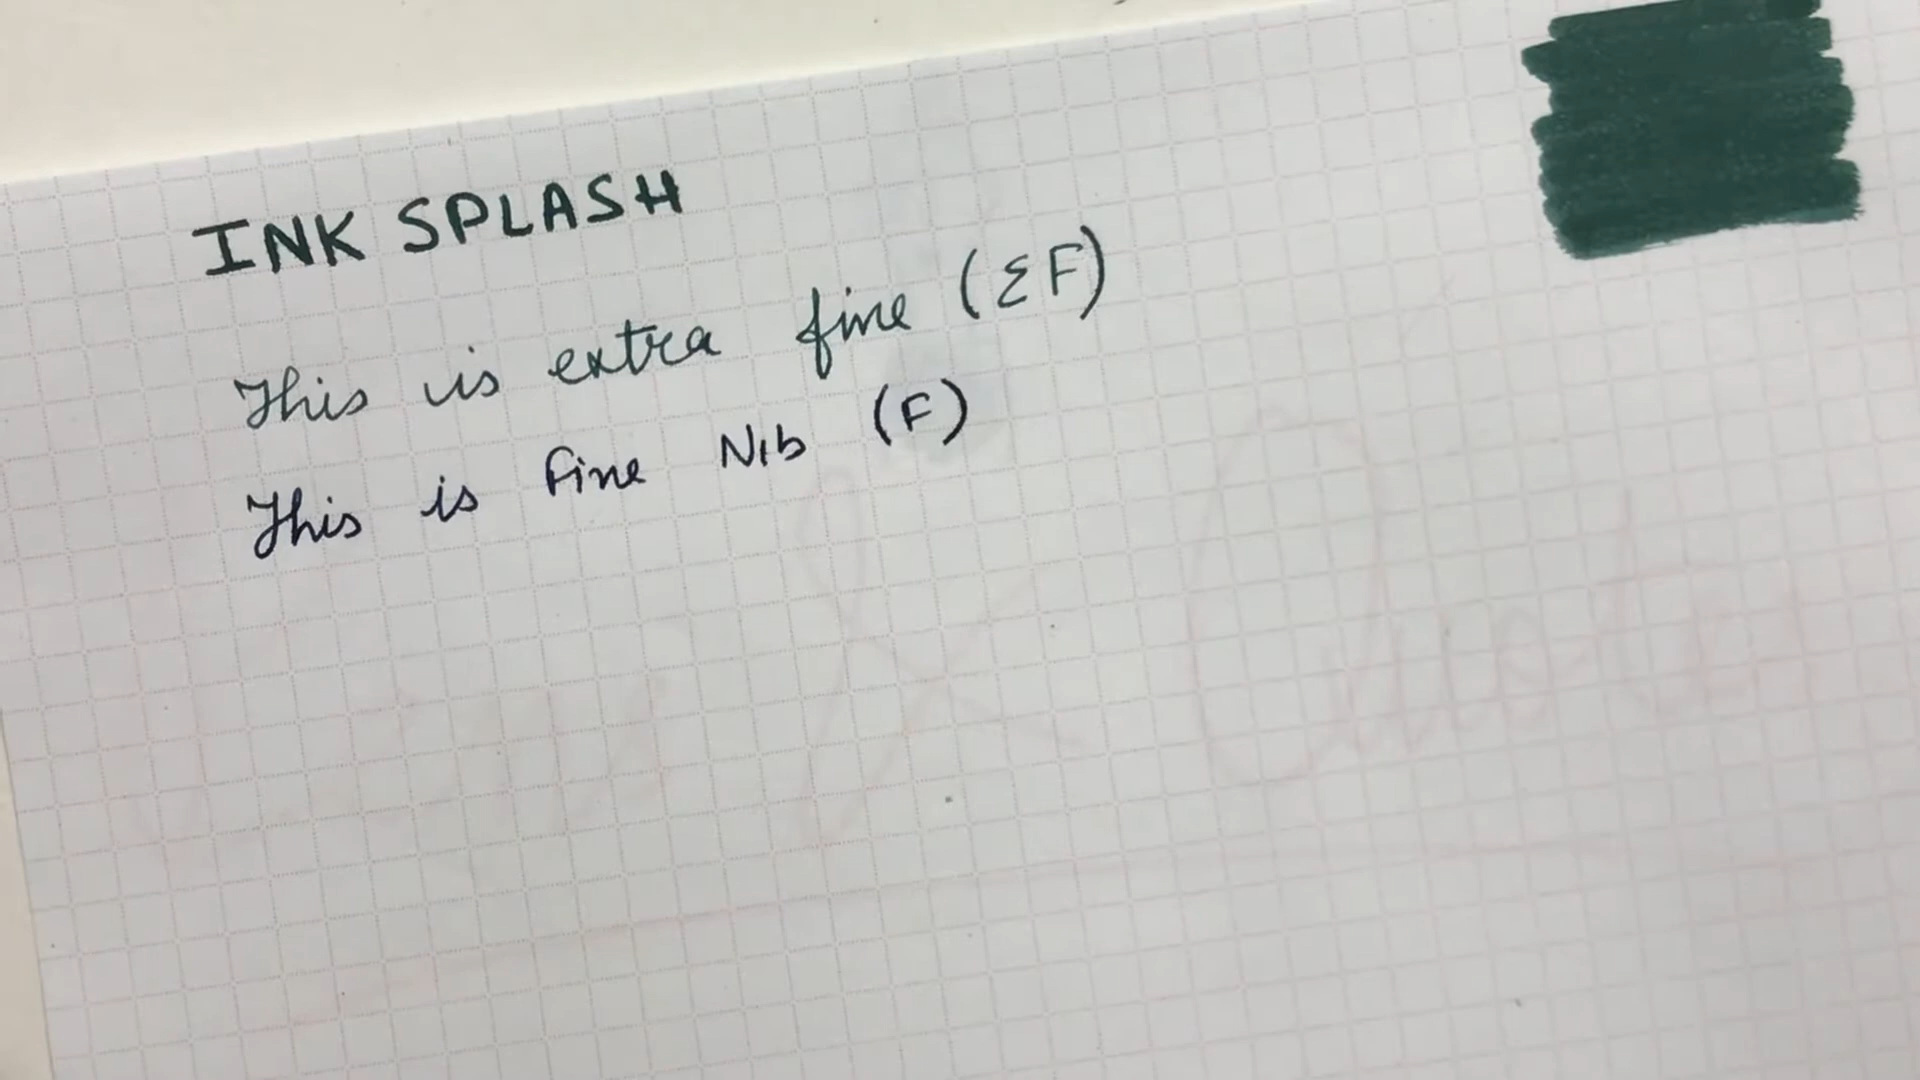 INK SPLASH
This is extra fine (EF)
This is fine Nib (F)